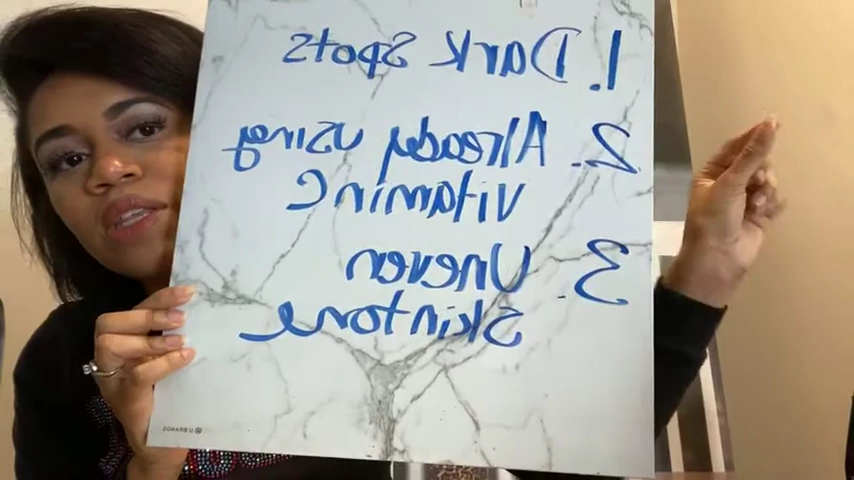 1. Dark Spots
2. Already using
Vitamin C
3. Uneven
Skintone